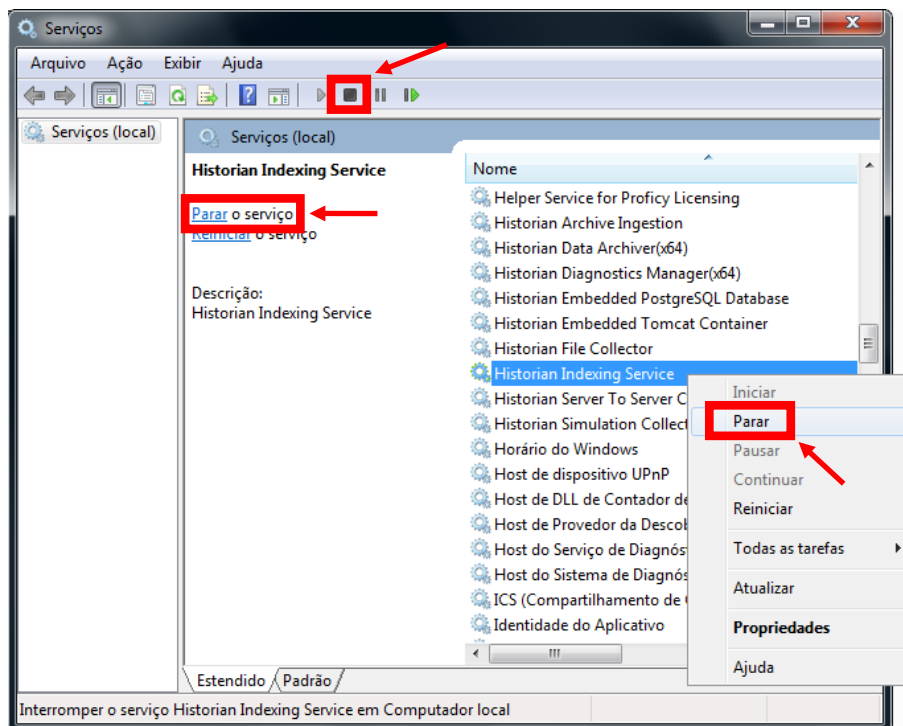 Serviços
Arquivo Ação Exibir Ajuda
Serviços (local)
Serviços (local)
Historian Indexing Service
Parar o serviço
Reiniciar o serviço
Descrição:
Historian Indexing Service
Nome
Helper Service for Proficy Licensing
Historian Archive Ingestion
Historian Data Archiver(x64)
Historian Diagnostics Manager(x64)
Historian Embedded PostgreSQL Database
Historian Embedded Tomcat Container
Historian File Collector
Historian Indexing Service
Historian Server To Server C
Historian Simulation Collect
Horário do Windows
Host de dispositivo UPnP
Host de DLL de Contador de
Host de Provedor da Descob
Host do Serviço de Diagnós
Host do Sistema de Diagnós
ICS (Compartilhamento de
Identidade do Aplicativo
Iniciar
Parar
Pausar
Continuar
Reiniciar
Todas as tarefas
Atualizar
Propriedades
Ajuda
Estendido Padrão
Interromper o serviço Historian Indexing Service em Computador local